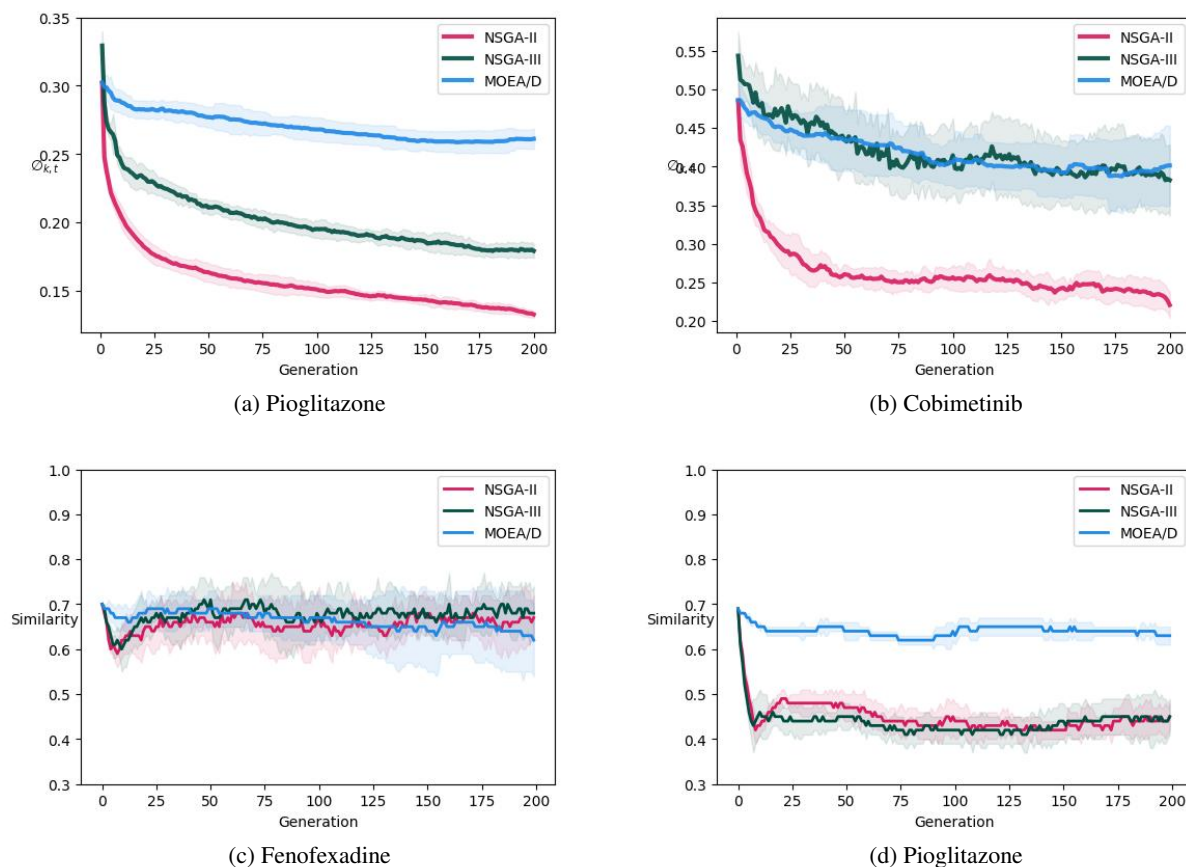 0.35
0.30
0.25
∅k,t
0.20
0.15
NSGA-II
NSGA-III
MOEA/D
0 25 50 75 100 125 150 175 200
Generation
(a) Pioglitazone
0.55
0.50
0.45
0.40
0.35
0.30
0.25
0.20
NSGA-II
NSGA-III
MOEA/D
0 25 50 75 100 125 150 175 200
Generation
(b) Cobimetinib
1.0
0.9
0.8
0.7
Similarity
0.6
0.5
0.4
0.3
NSGA-II
NSGA-III
MOEA/D
0 25 50 75 100 125 150 175 200
Generation
(c) Fenofexadine
1.0
0.9
0.8
0.7
Similarity
0.6
0.5
0.4
0.3
NSGA-II
NSGA-III
MOEA/D
0 25 50 75 100 125 150 175 200
Generation
(d) Pioglitazone